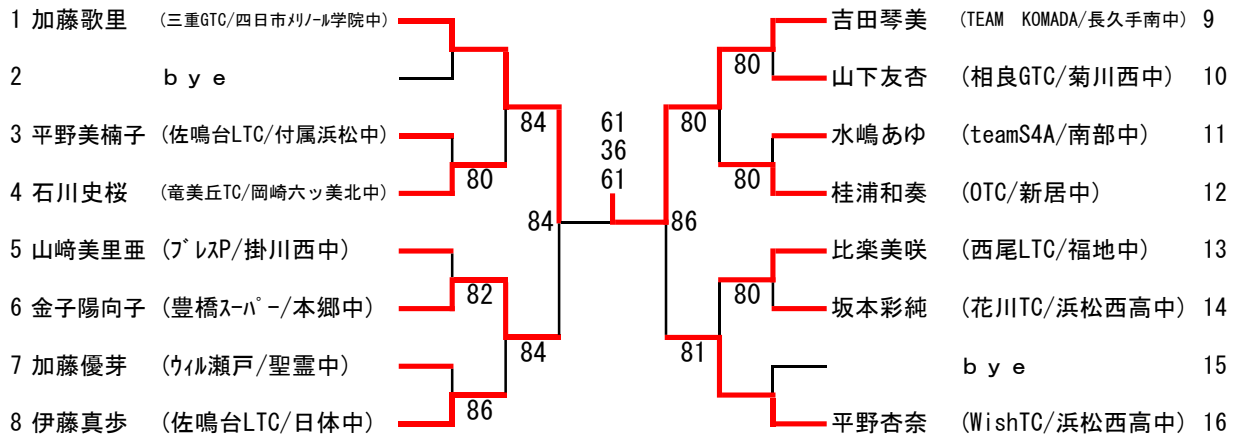 1 加藤歌里 (三重GTC/四日市ﾒﾘﾉｰﾙ学院中)
2 ｂｙｅ
3 平野美楠子 (佐鳴台LTC/付属浜松中)
4 石川史桜 (竜美丘TC/岡崎六ッ美北中)
5 山﨑美里亜 (ﾌﾞﾚｽP/掛川西中)
6 金子陽向子 (豊橋ｽｰﾊﾟｰ/本郷中)
7 加藤優芽 (ｳｨﾙ瀬戸/聖霊中)
8 伊藤真歩 (佐鳴台LTC/日体中)
80
82
86
84
84
84
61
36
61
86
80
81
80
80
80
吉田琴美 (TEAM　KOMADA/長久手南中) 9
山下友杏 (相良GTC/菊川西中) 10
水嶋あゆ (teamS4A/南部中) 11
桂浦和奏 (OTC/新居中) 12
比楽美咲 (西尾LTC/福地中) 13
坂本彩純 (花川TC/浜松西高中) 14
ｂｙｅ 15
平野杏奈 (WishTC/浜松西高中) 16